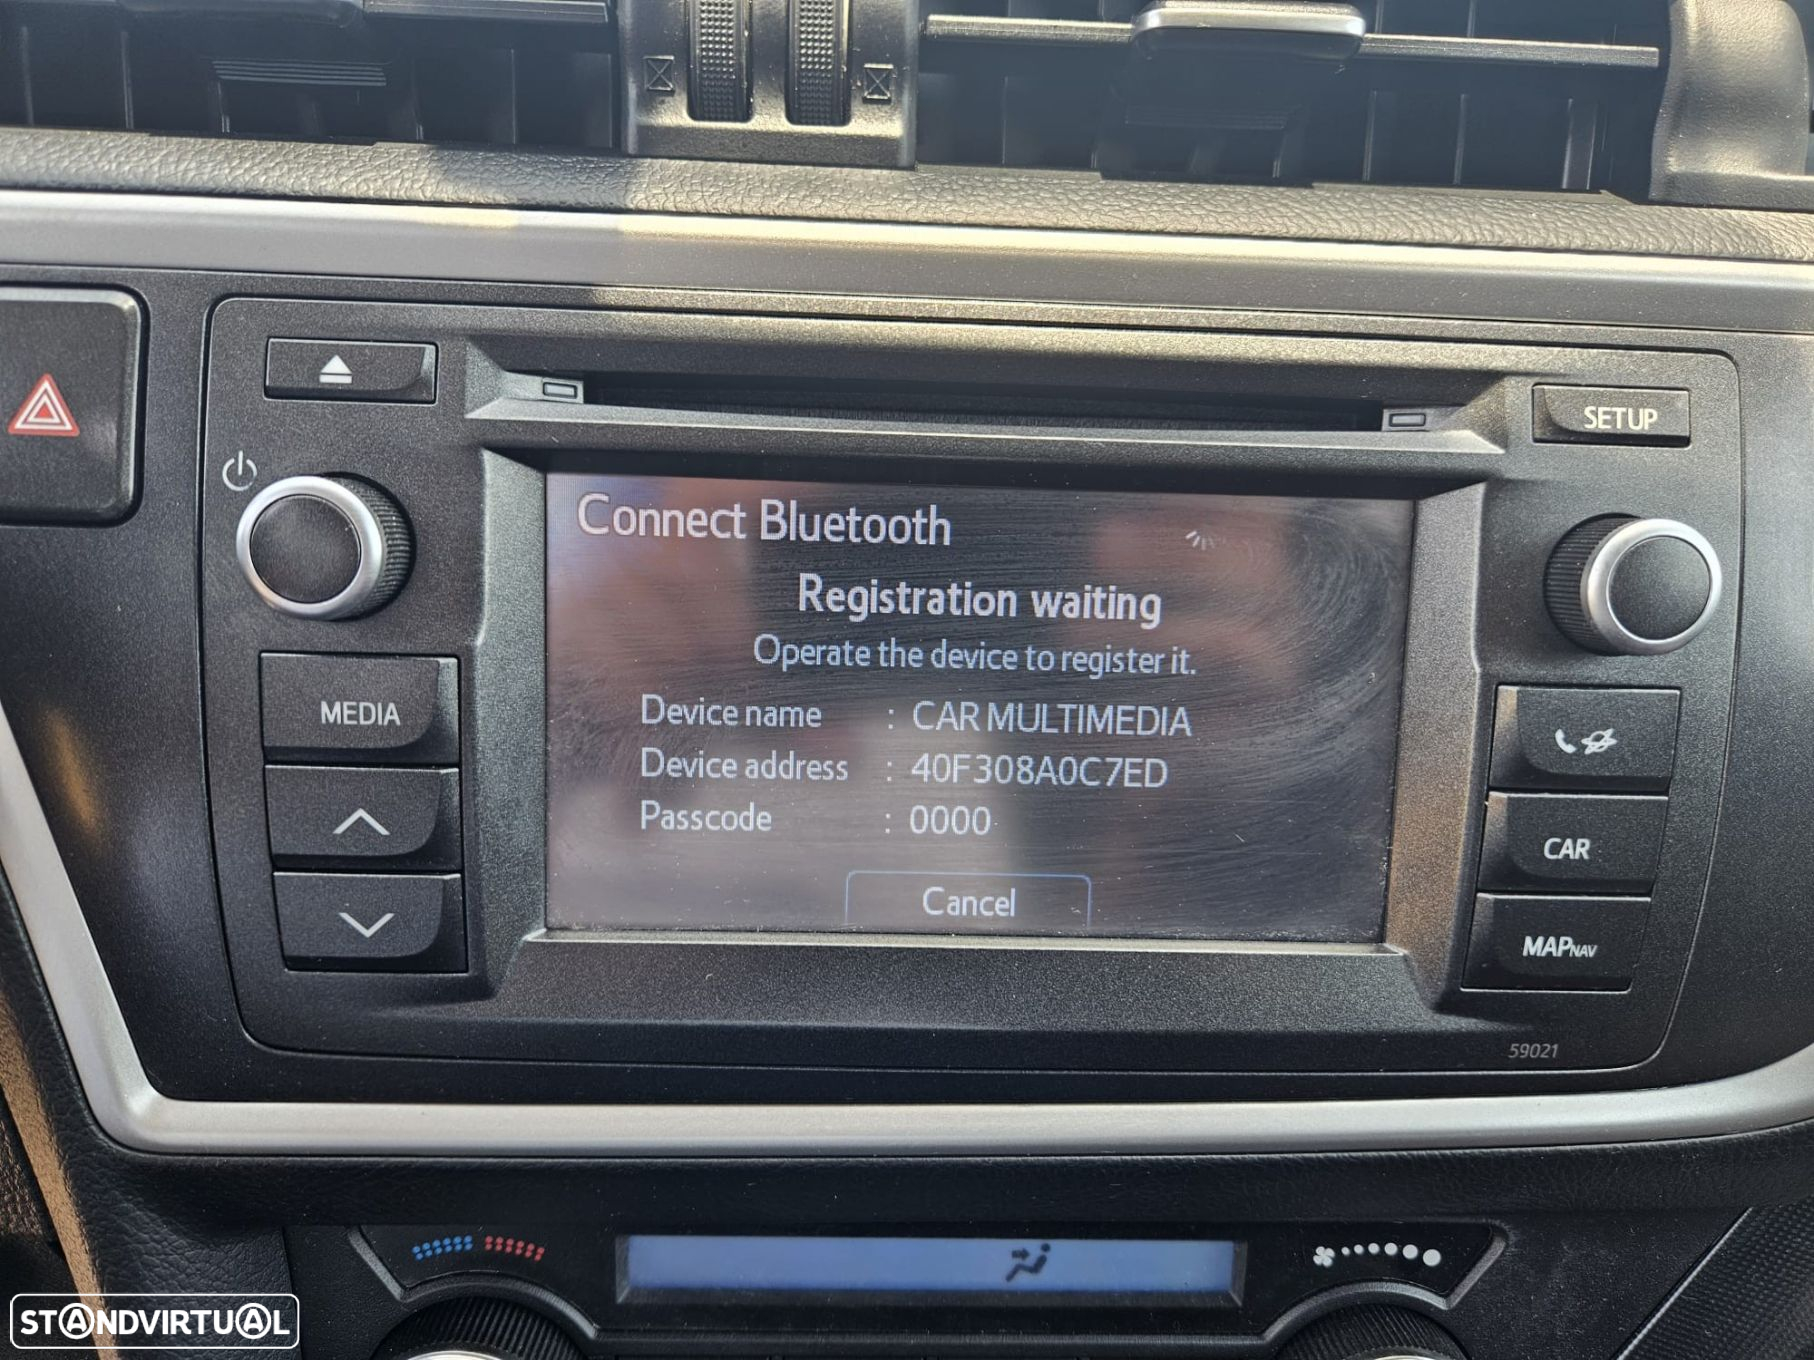 SETUP
Connect Bluetooth
Registration waiting
Operate the device to register it.
MEDIA
Device name : CAR MULTIMEDIA
Device address : 40F308A0C7ED
Passcode : 0000
CAR
Cancel
MAPNAV
59021
STANDVIRTUAL